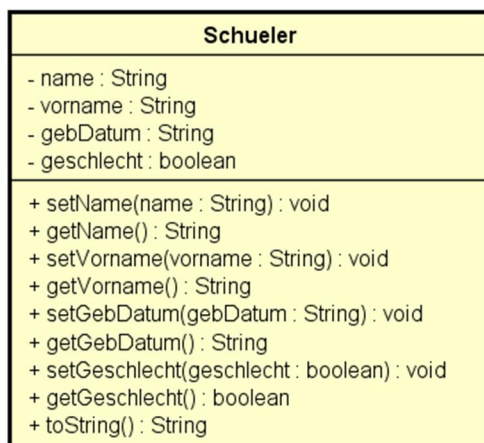 Schueler
- name : String
- vorname : String
- gebDatum : String
- geschlecht : boolean
+ setName(name : String) : void
+ getName() : String
+ setVorname(vorname : String) : void
+ getVorname() : String
+ setGebDatum(gebDatum : String) : void
+ getGebDatum() : String
+ setGeschlecht(geschlecht : boolean) : void
+ getGeschlecht() : boolean
+ toString() : String